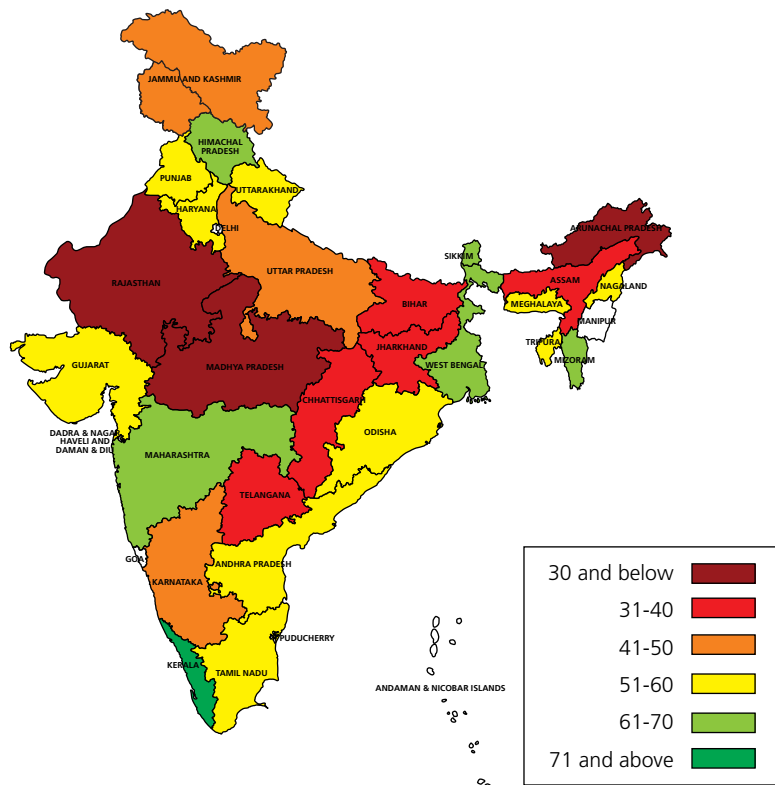 JAMMU AND KASHMIR
HIMACHAL
PRADESH
PUNJAB
UTTARAKHAND
HARYANA
DELHI
ARUNACHAL PRADESH
SIKKIM
RAJASTHAN
UTTAR PRADESH
ASSAM
NAGALAND
BIHAR
MEGHALAYA
MANIPUR
JHARKHAND
TRIPURA
GUJARAT
MADHYA PRADESH
WEST BENGAL
MIZORAM
CHHATTISGARH
DADRA & NAGAR
HAVELI AND
DAMAN & DIU
ODISHA
MAHARASHTRA
TELANGANA
GOA
ANDHRA PRADESH
KARNATAKA
PUDUCHERRY
KERALA
TAMIL NADU
ANDAMAN & NICOBAR ISLANDS
30 and below
31-40
41-50
51-60
61-70
71 and above